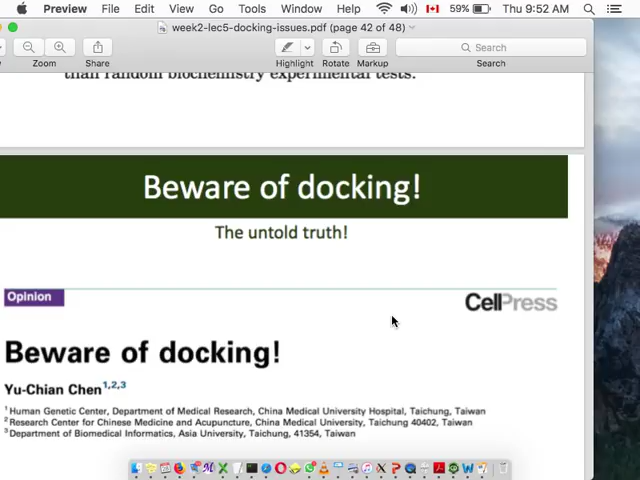 Preview File Edit View Go Tools Window Help 59% Thu 9:52 AM
week2-lec5-docking-issues.pdf (page 42 of 48)
Search
Zoom Share Highlight Rotate Markup Search
than random biochemistry experimental tests.
Beware of docking!
The untold truth!
Opinion
CellPress
Beware of docking!
Yu-Chian Chen1,2,3
1 Human Genetic Center, Department of Medical Research, China Medical University Hospital, Taichung, Taiwan
2 Research Center for Chinese Medicine and Acupuncture, China Medical University, Taichung 40402, Taiwan
3 Department of Biomedical Informatics, Asia University, Taichung, 41354, Taiwan